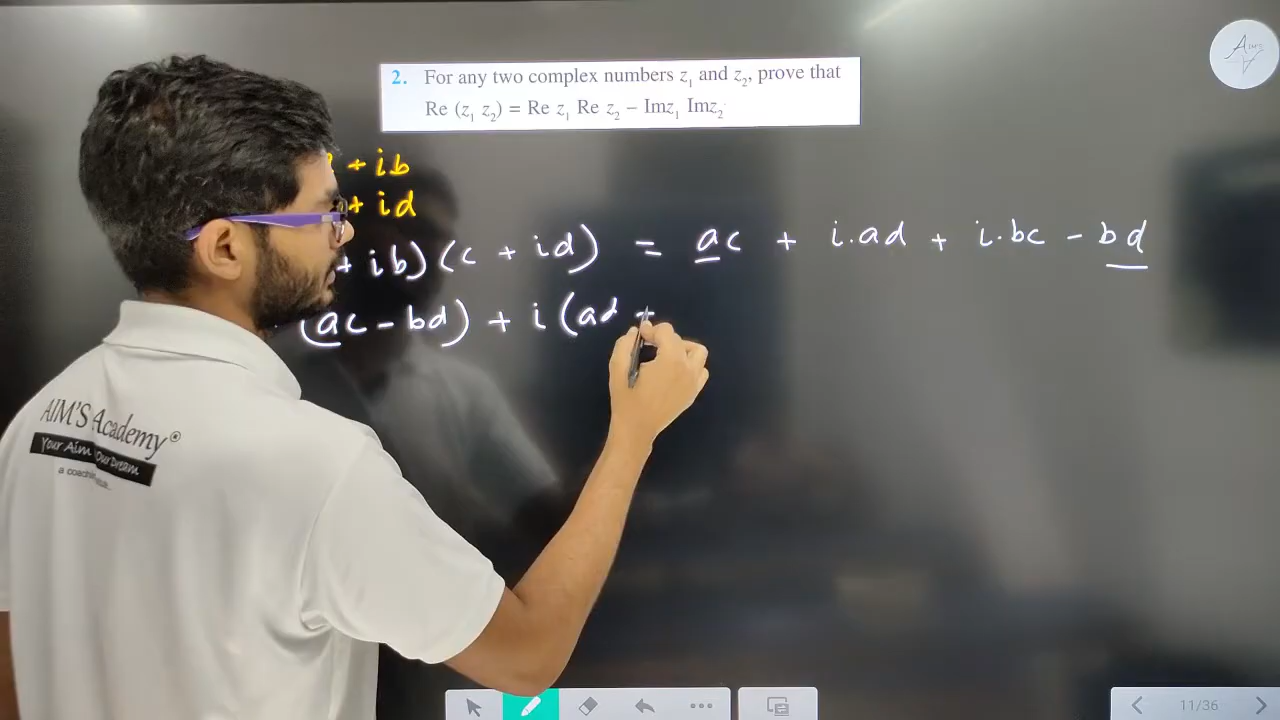 2. For any two complex numbers z₁ and z₂, prove that
Re (z₁ z₂) = Re z₁ Re z₂ – Imz₁ Imz₂
+ ib
+ id
+ ib) (c + id) = ac + i.ad + i.bc - bd
(ac - bd) + i (ad +
AIM'S Academy®
Your Aim Our Dream
a coaching
11/36